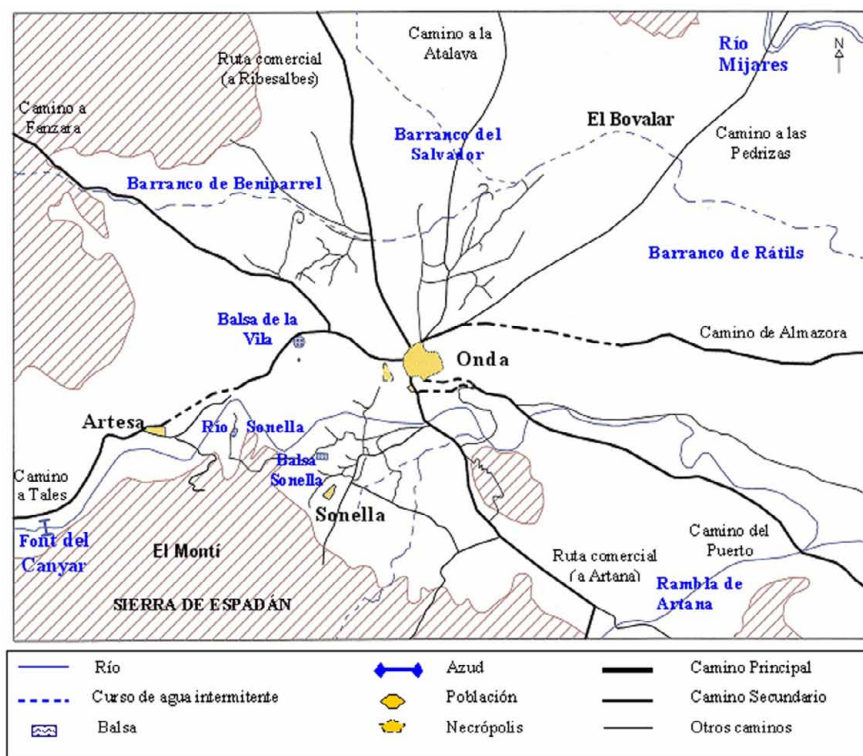 Camino a la
Atalaya
Río
Mijares
N
Ruta comercial
(a Ribesalbes)
Camino a
Fanzara
Barranco del
Salvador
El Bovalar
Camino a las
Pedrizas
Barranco de Beniparrel
Barranco de Rátils
Balsa de la
Vila
Camino de Almazora
Onda
Artesa
Río Sonella
Balsa
Sonella
Camino
a Tales
Sonella
Font del
Canyar
El Montí
Camino del
Puerto
Ruta comercial
(a Artana)
Rambla de
Artana
SIERRA DE ESPADÁN
Río
Azud
Camino Principal
Curso de agua intermitente
Población
Camino Secundario
Balsa
Necrópolis
Otros caminos